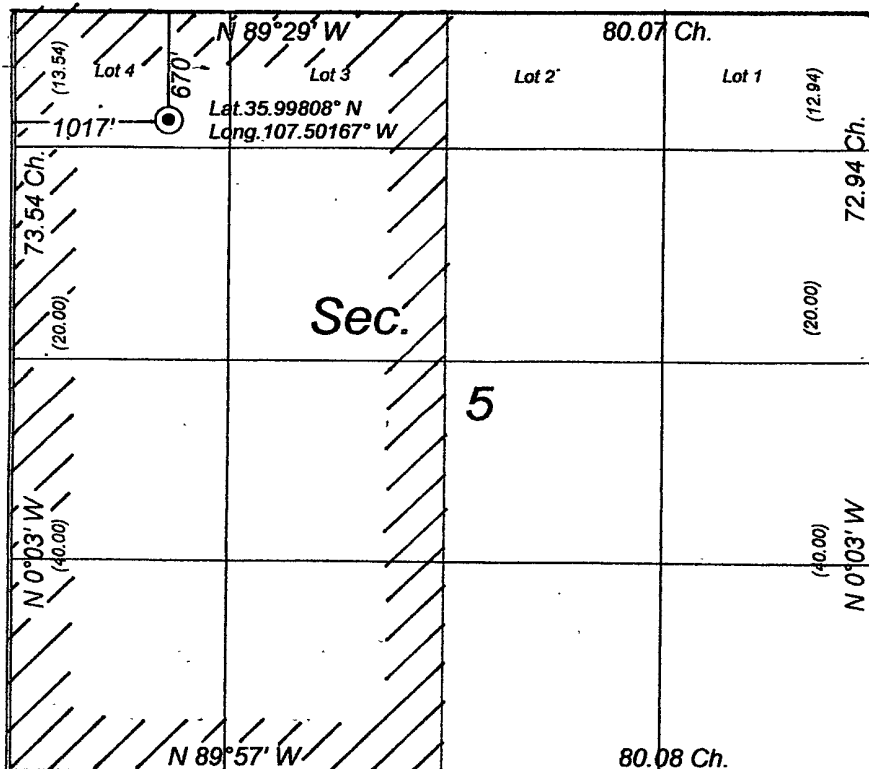 N 89°29' W 80.07 Ch.
(13.54) Lot 4 670' Lot 3 Lot 2 Lot 1 (12.94)
Lat.35.99808° N
1017' Long.107.50167° W
73.54 Ch. 72.94 Ch.
(20.00) Sec. (20.00)
5
N 0°03' W (40.00) (40.00) N 0°03' W
N 89°57' W 80.08 Ch.